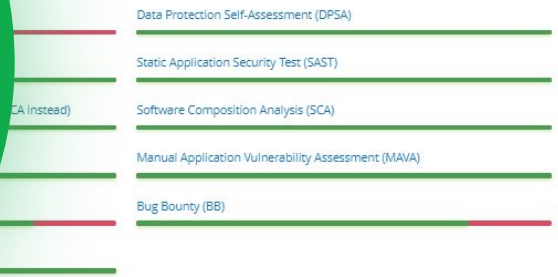 Data Protection Self-Assessment (DPSA)
Static Application Security Test (SAST)
CA instead)
Software Composition Analysis (SCA)
Manual Application Vulnerability Assessment (MAVA)
Bug Bounty (BB)